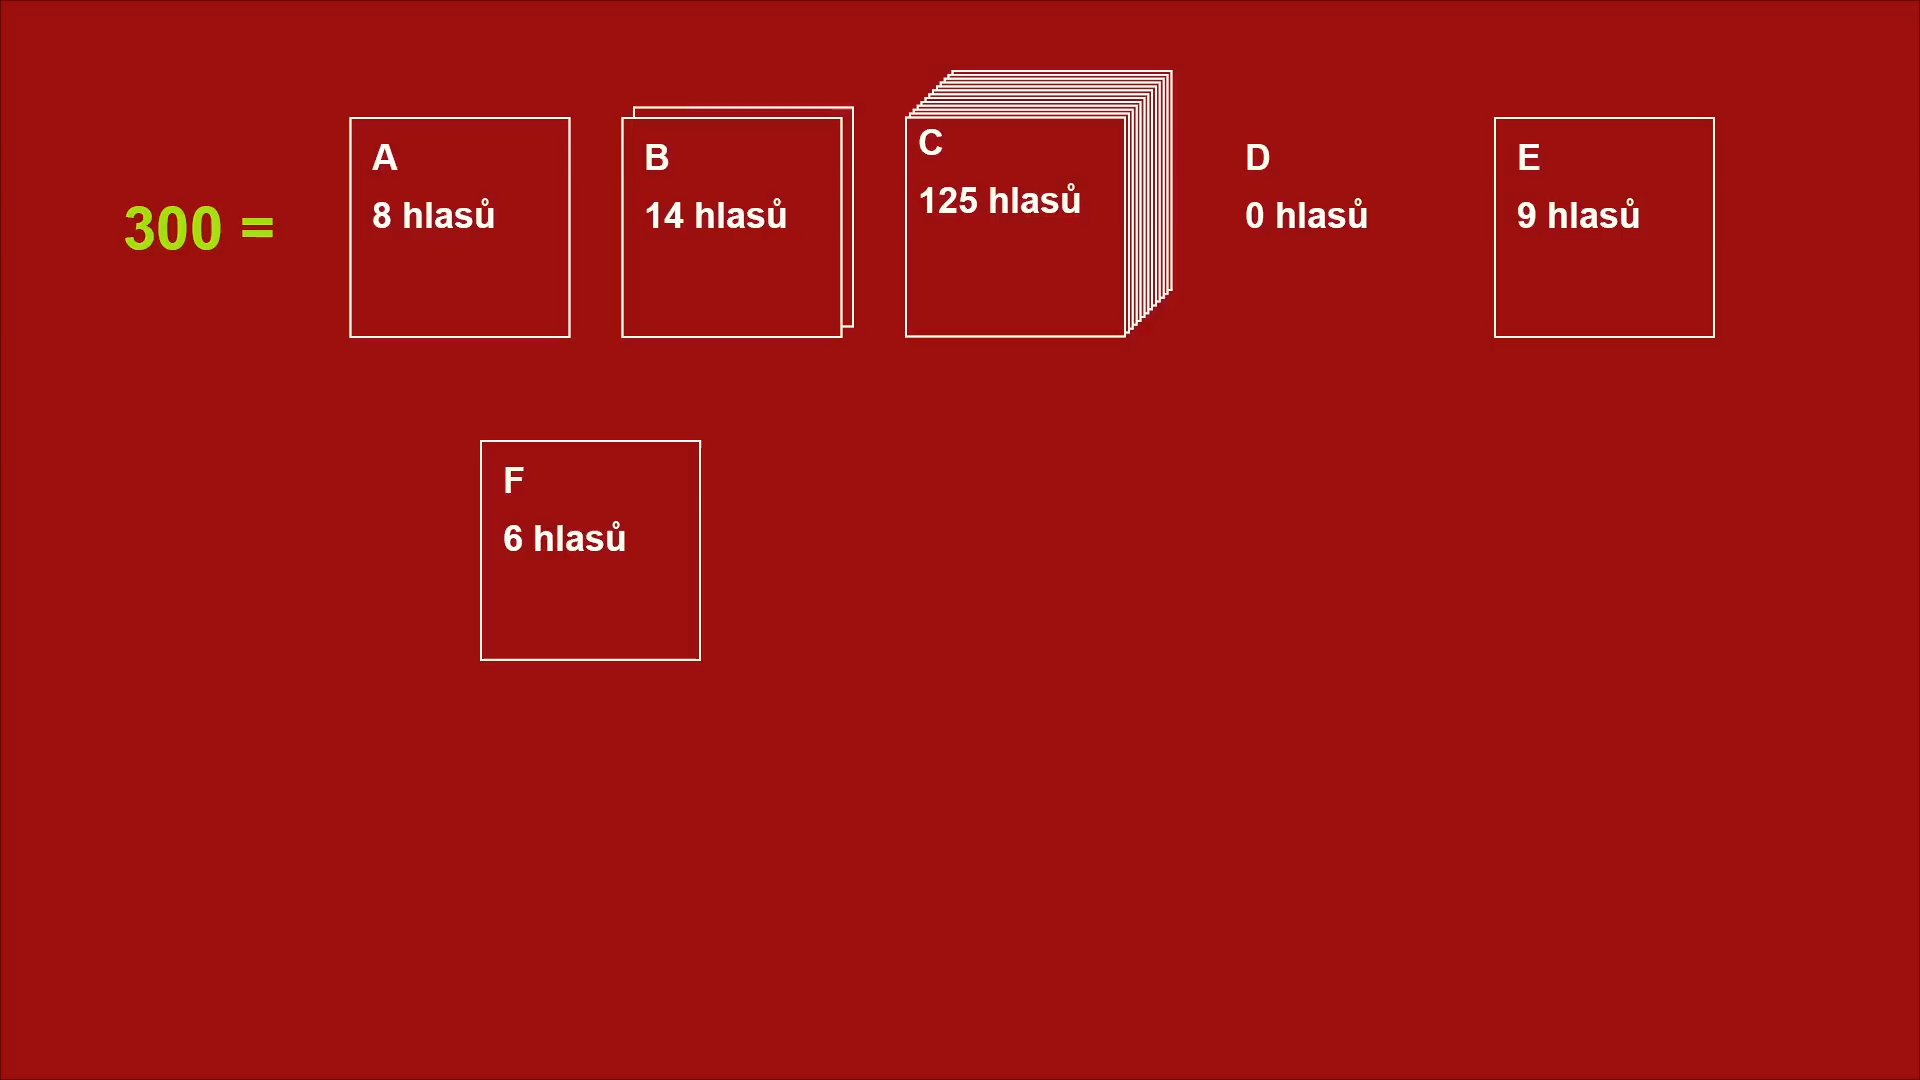 300 =
A
8 hlasů
B
14 hlasů
C
125 hlasů
D
0 hlasů
E
9 hlasů
F
6 hlasů